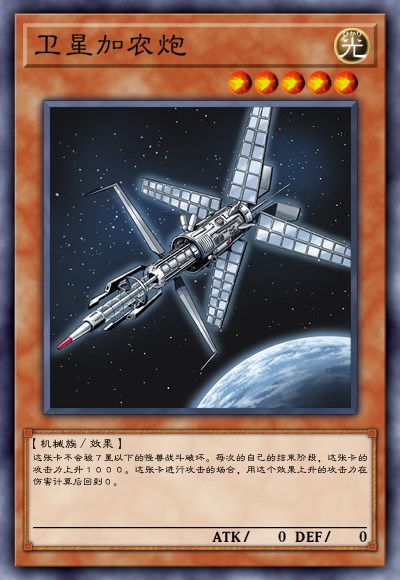 卫星加农炮
光
【机械族／效果】
这张卡不会被７星以下的怪兽战斗破坏。每次的自己的结束阶段，这张卡的
攻击力上升１０００。这张卡进行攻击的场合，用这个效果上升的攻击力在
伤害计算后回到０。
ATK/ 0 DEF/ 0